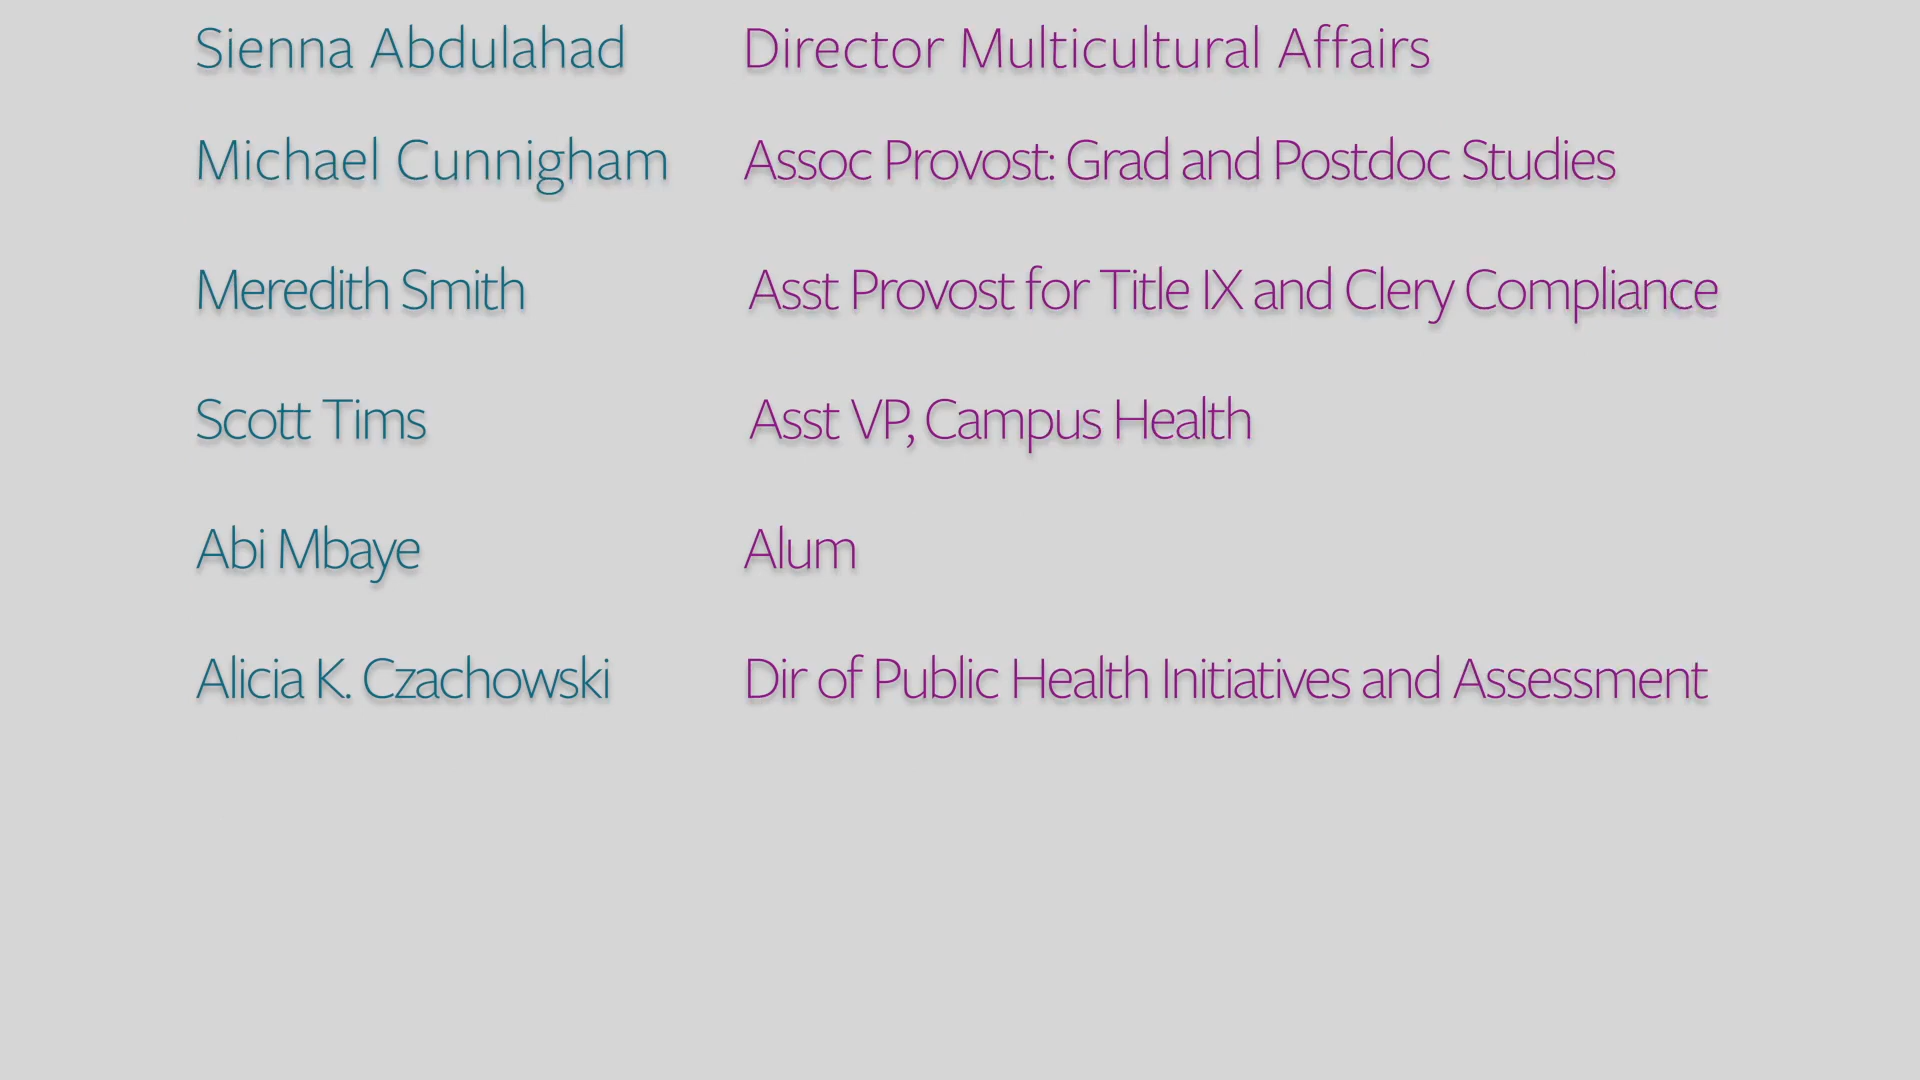 Sienna Abdulahad Director Multicultural Affairs
Michael Cunnigham Assoc Provost: Grad and Postdoc Studies
Meredith Smith Asst Provost for Title IX and Clery Compliance
Scott Tims Asst VP, Campus Health
Abi Mbaye Alum
Alicia K. Czachowski Dir of Public Health Initiatives and Assessment